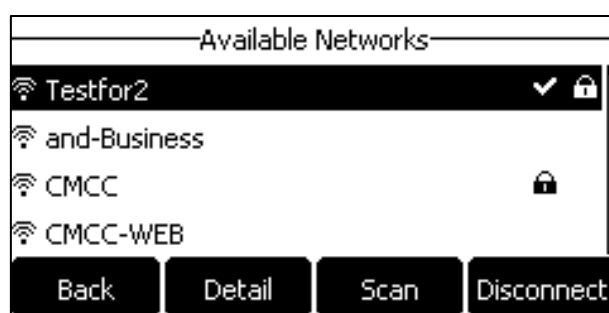 Available Networks
Testfor2
and-Business
CMCC
CMCC-WEB
Back Detail Scan Disconnect